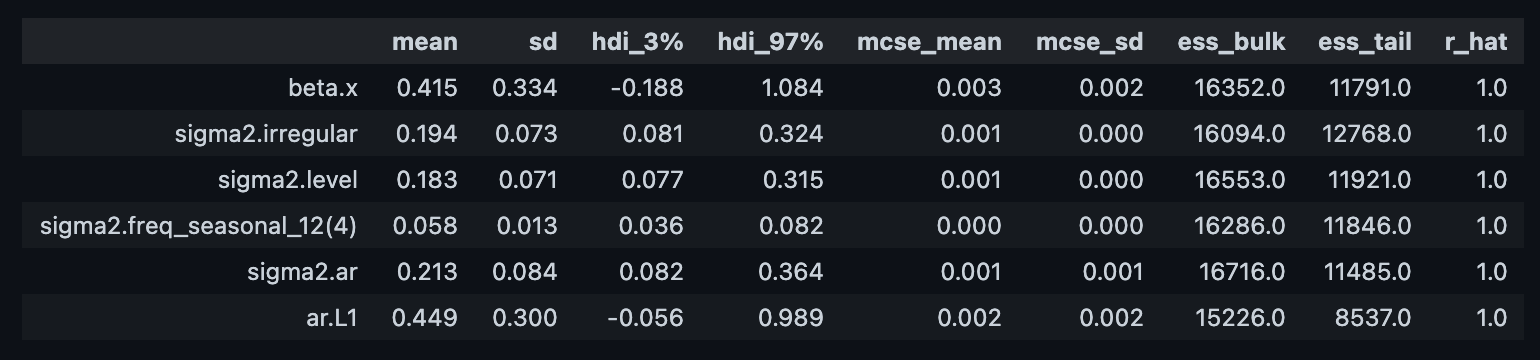 mean sd hdi_3% hdi_97% mcse_mean mcse_sd ess_bulk ess_tail r_hat
beta.x 0.415 0.334 -0.188 1.084 0.003 0.002 16352.0 11791.0 1.0
sigma2.irregular 0.194 0.073 0.081 0.324 0.001 0.000 16094.0 12768.0 1.0
sigma2.level 0.183 0.071 0.077 0.315 0.001 0.000 16553.0 11921.0 1.0
sigma2.freq_seasonal_12(4) 0.058 0.013 0.036 0.082 0.000 0.000 16286.0 11846.0 1.0
sigma2.ar 0.213 0.084 0.082 0.364 0.001 0.001 16716.0 11485.0 1.0
ar.L1 0.449 0.300 -0.056 0.989 0.002 0.002 15226.0 8537.0 1.0